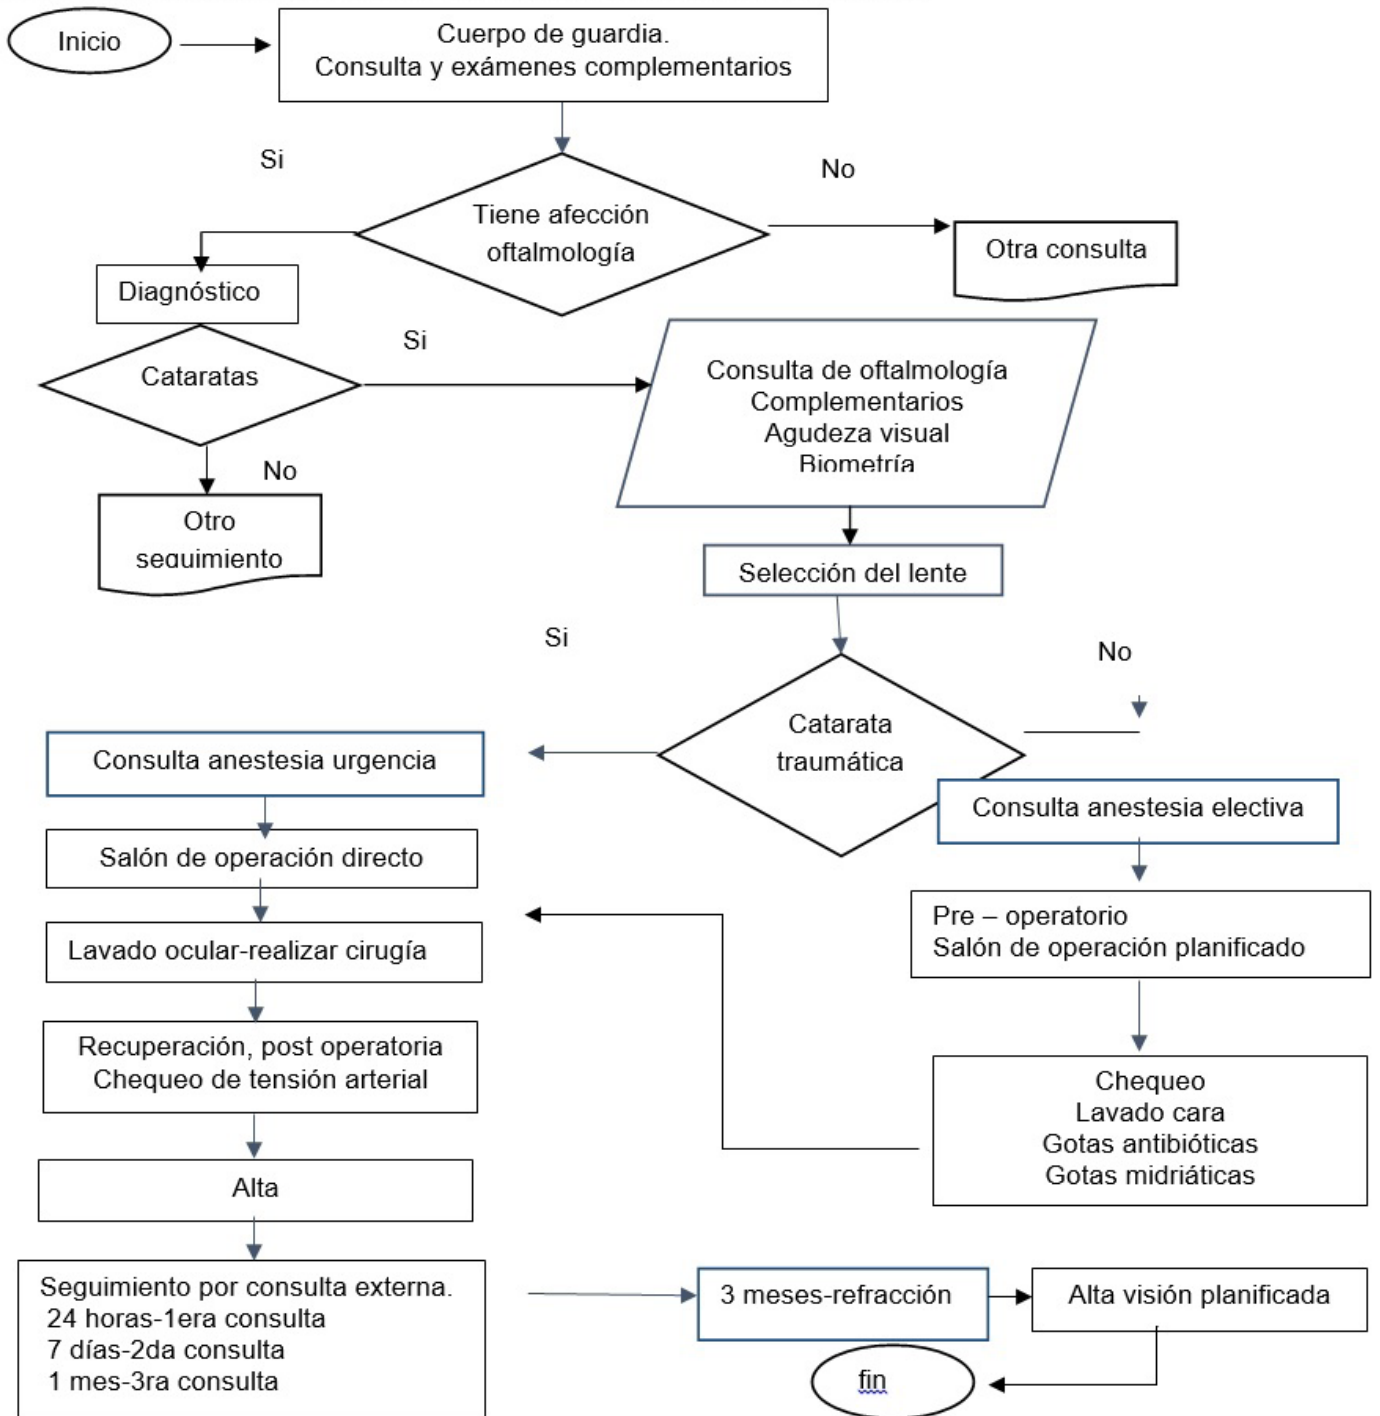 Inicio
Cuerpo de guardia.
Consulta y exámenes complementarios
Si
No
Tiene afección
oftalmología
Otra consulta
Diagnóstico
Si
Cataratas
Consulta de oftalmología
Complementarios
Agudeza visual
Biometría
No
Otro
seguimiento
Selección del lente
Si
No
Catarata
traumática
Consulta anestesia urgencia
Consulta anestesia electiva
Salón de operación directo
Pre – operatorio
Salón de operación planificado
Lavado ocular-realizar cirugía
Recuperación, post operatoria
Chequeo de tensión arterial
Chequeo
Lavado cara
Gotas antibióticas
Gotas midriáticas
Alta
Seguimiento por consulta externa.
24 horas-1era consulta
7 días-2da consulta
1 mes-3ra consulta
3 meses-refracción
Alta visión planificada
fin